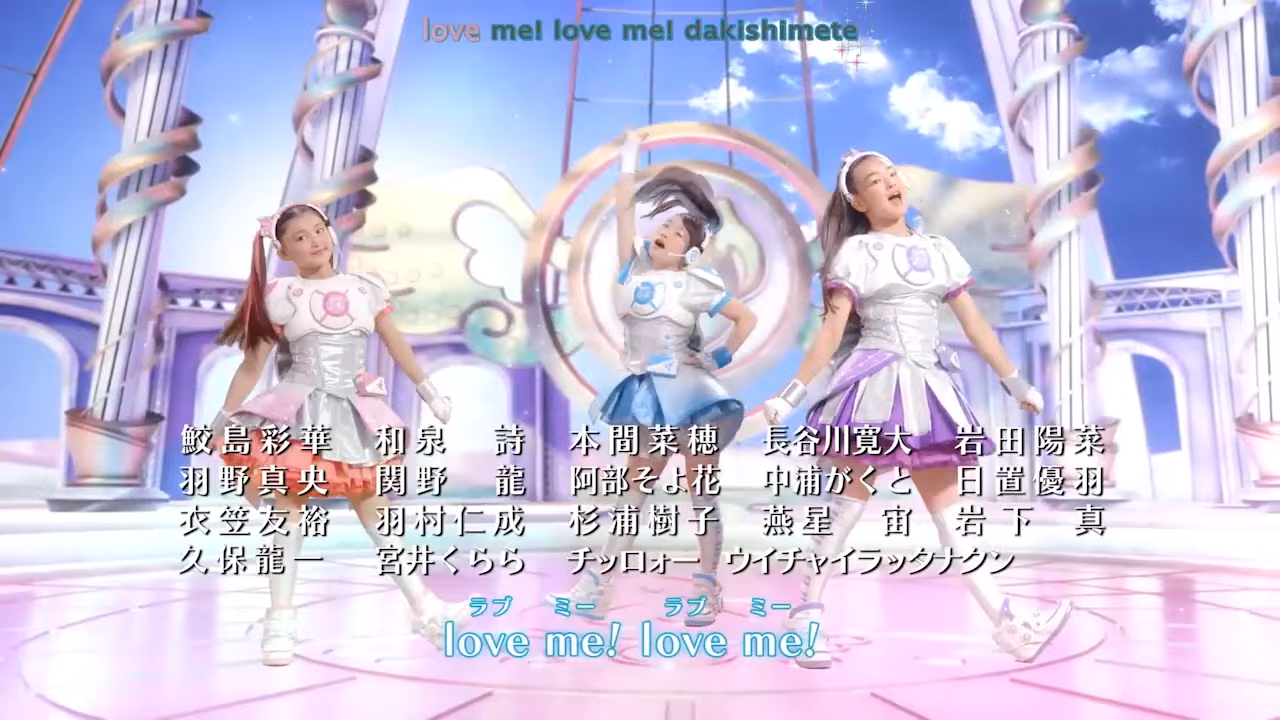 love me! love me! dakishimete
鮫島彩華 和泉 詩 本間菜穂 長谷川寛大 岩田陽菜
羽野真央 関野 龍 阿部そよ花 中浦がくと 日置優羽
衣笠友裕 羽村仁成 杉浦樹子 燕星 宙 岩下 真
久保龍一 宮井くらら チッロォー ウイチャイラッタナクン
ラブ ミー ラブ ミー
love me! love me!